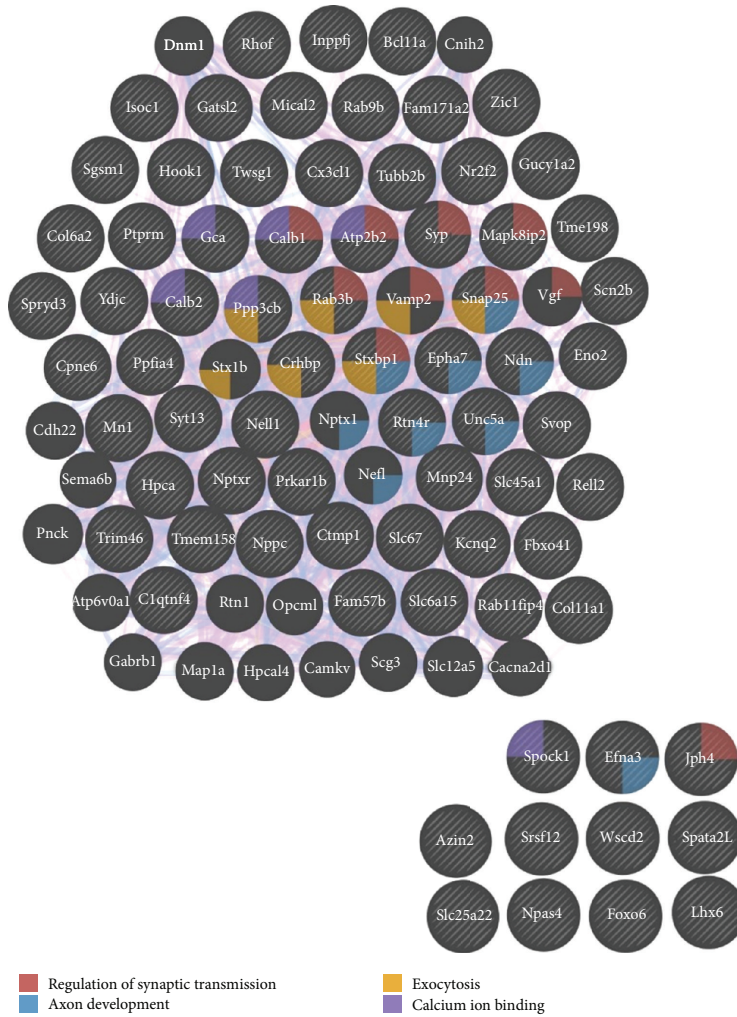 Dnm1 Rhof Inppfj Bcl11a Cnih2
Isoc1 Gatsl2 Mical2 Rab9b Fam171a2 Zic1
Sgsm1 Hook1 Twsg1 Cx3cl1 Tubb2b Nr2f2 Gucy1a2
Col6a2 Ptprm Gca Calb1 Atp2b2 Syp Mapk8ip2 Tme198
Spryd3 Ydjc Calb2 Ppp3cb Rab3b Vamp2 Snap25 Vgf Scn2b
Cpne6 Ppfia4 Stx1b Crhbp Stxbp1 Epha7 Ndn Eno2
Cdh22 Mn1 Syt13 Nell1 Nptx1 Rtn4r Unc5a Svop
Sema6b Hpca Nptxr Prkar1b Nefl Mnp24 Slc45a1 Rell2
Pnck Trim46 Tmem158 Nppc Ctmp1 Slc67 Kcnq2 Fbxo41
Atp6v0a1 C1qtnf4 Rtn1 Opcml Fam57b Slc6a15 Rab11fip4 Col11a1
Gabrb1 Map1a Hpcal4 Camkv Scg3 Slc12a5 Cacna2d1
Spock1 Efna3 Jph4
Azin2 Srsf12 Wscd2 Spata2L
Slc25a22 Npas4 Foxo6 Lhx6
Regulation of synaptic transmission Exocytosis
Axon development Calcium ion binding